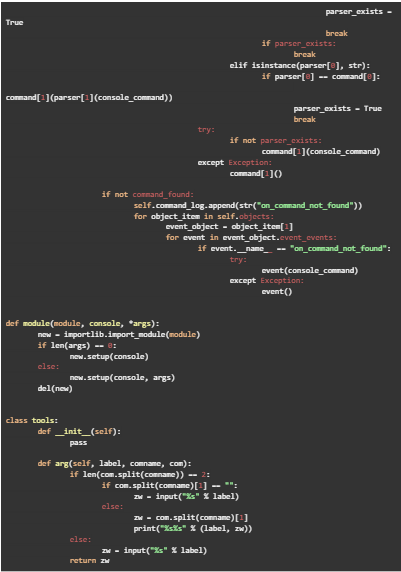 parser_exists =
True
break
if parser_exists:
break
elif isinstance(parser[0], str):
if parser[0] == command[0]:
command[1](parser[1](console_command))
parser_exists = True
break
try:
if not parser_exists:
command[1](console_command)
except Exception:
command[1]()
if not command_found:
self.command_log.append(str("on_command_not_found"))
for object_item in self.objects:
event_object = object_item[1]
for event in event_object.event_events:
if event.__name__ == "on_command_not_found":
try:
event(console_command)
except Exception:
event()
def module(module, console, *args):
new = importlib.import_module(module)
if len(args) == 0:
new.setup(console)
else:
new.setup(console, args)
del(new)
class tools:
def __init__(self):
pass
def arg(self, label, comname, com):
if len(com.split(comname)) == 2:
if com.split(comname)[1] == "":
zw = input("%s" % label)
else:
zw = com.split(comname)[1]
print("%s%s" % (label, zw))
else:
zw = input("%s" % label)
return zw